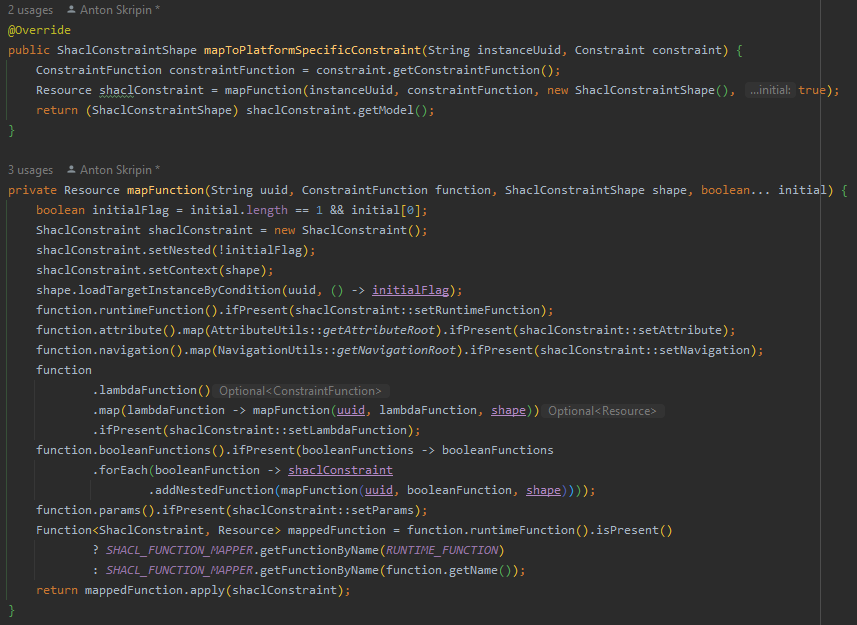 2 usages   Anton Skripin *
@Override
public ShaclConstraintShape mapToPlatformSpecificConstraint(String instanceUuid, Constraint constraint) {
    ConstraintFunction constraintFunction = constraint.getConstraintFunction();
    Resource shaclConstraint = mapFunction(instanceUuid, constraintFunction, new ShaclConstraintShape(), ...initial: true);
    return (ShaclConstraintShape) shaclConstraint.getModel();
}
3 usages   Anton Skripin *
private Resource mapFunction(String uuid, ConstraintFunction function, ShaclConstraintShape shape, boolean... initial) {
    boolean initialFlag = initial.length == 1 && initial[0];
    ShaclConstraint shaclConstraint = new ShaclConstraint();
    shaclConstraint.setNested(!initialFlag);
    shaclConstraint.setContext(shape);
    shape.loadTargetInstanceByCondition(uuid, () -> initialFlag);
    function.runtimeFunction().ifPresent(shaclConstraint::setRuntimeFunction);
    function.attribute().map(AttributeUtils::getAttributeRoot).ifPresent(shaclConstraint::setAttribute);
    function.navigation().map(NavigationUtils::getNavigationRoot).ifPresent(shaclConstraint::setNavigation);
    function
            .lambdaFunction() Optional<ConstraintFunction>
            .map(lambdaFunction -> mapFunction(uuid, lambdaFunction, shape)) Optional<Resource>
            .ifPresent(shaclConstraint::setLambdaFunction);
    function.booleanFunctions().ifPresent(booleanFunctions -> booleanFunctions
            .forEach(booleanFunction -> shaclConstraint
                    .addNestedFunction(mapFunction(uuid, booleanFunction, shape))));
    function.params().ifPresent(shaclConstraint::setParams);
    Function<ShaclConstraint, Resource> mappedFunction = function.runtimeFunction().isPresent()
            ? SHACL_FUNCTION_MAPPER.getFunctionByName(RUNTIME_FUNCTION)
            : SHACL_FUNCTION_MAPPER.getFunctionByName(function.getName());
    return mappedFunction.apply(shaclConstraint);
}